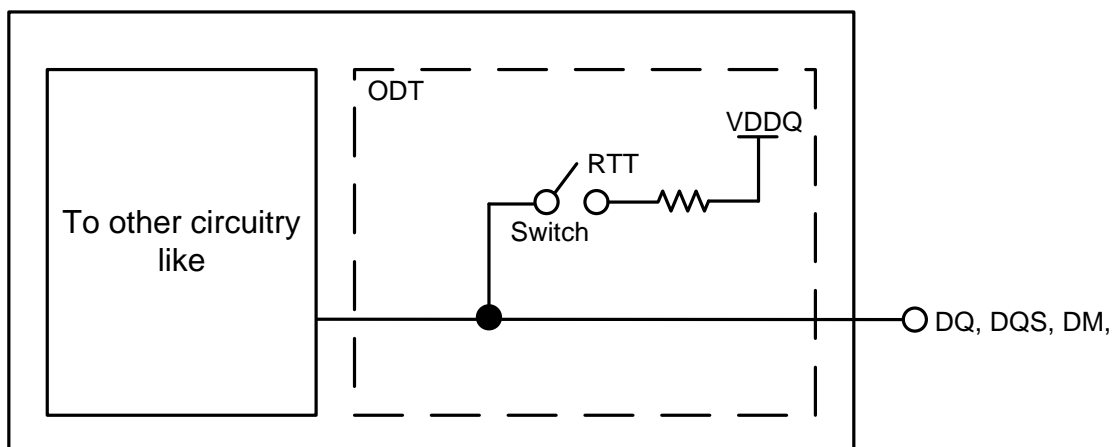 ODT
VDDQ
RTT
To other circuitry
like
Switch
DQ, DQS, DM,